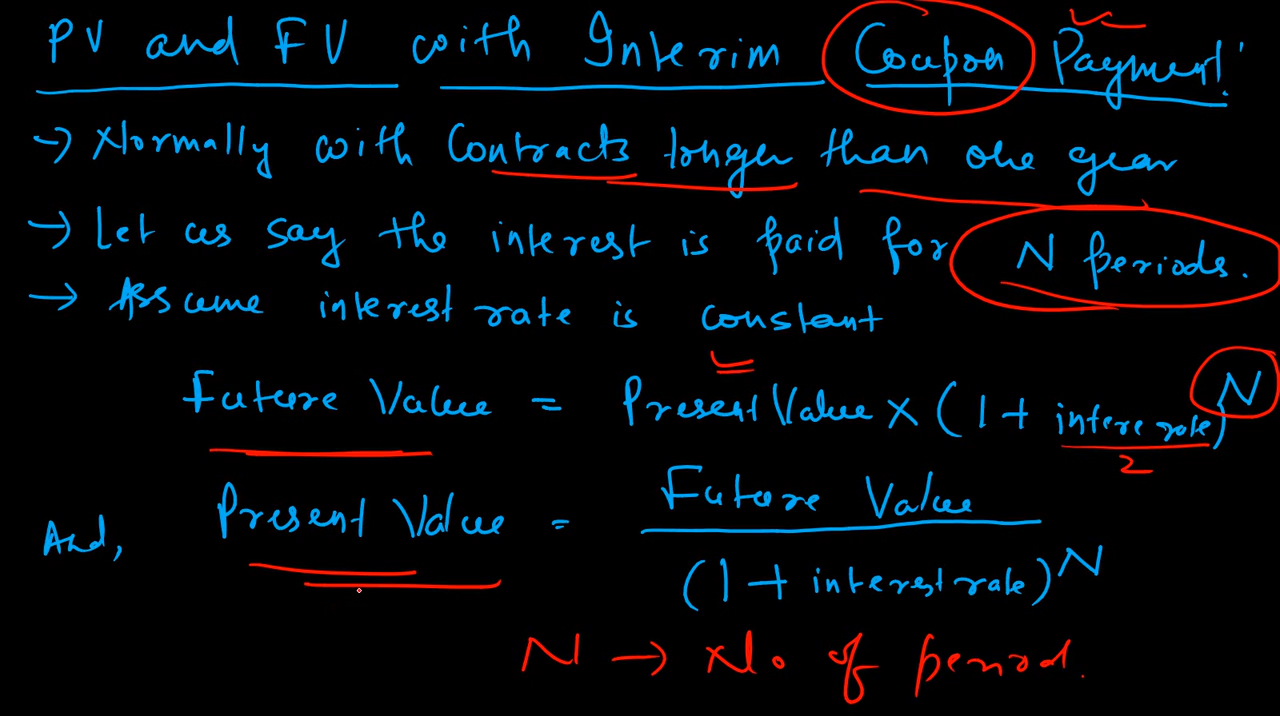 PV and FV with Interim Coupon Payment!
→ Normally with Contracts longer than one year
→ Let us say the interest is paid for N periods.
→ Assume interest rate is constant
Future Value = Present Value × (1 + intere rate/2)^N
And, Present Value = Future Value / (1 + interest rate)^N
N → No. of period.